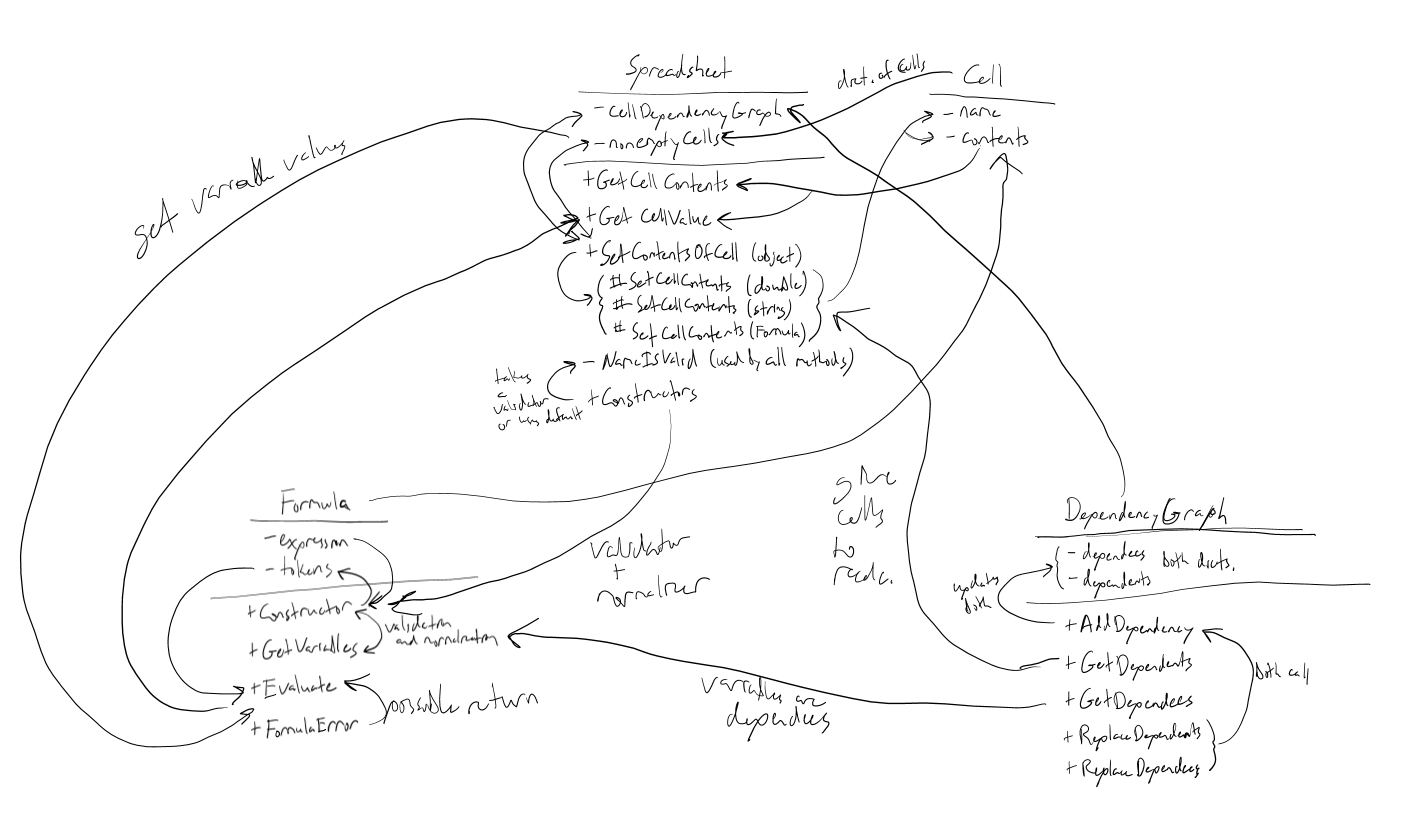 Spreadsheet
- cellDependencyGraph
- nonemptyCells
+ GetCellContents
+ GetCellValue
+ SetContentsOfCell (object)
# SetCellContents (double)
# SetCellContents (string)
# SetCellContents (Formula)
- NameIsValid (used by all methods)
+ Constructors
takes
a
validator
or uses default
dict. of Cells
Cell
- name
- contents
get variable values
Formula
- expression
- tokens
+ Constructor
+ GetVariables
+ Evaluate
+ FormulaError
validation
and normalization
possible return
validator
+
normalizer
give
cells
to
variables are
dependees
DependencyGraph
- dependees
- dependents
both dicts.
updates
both
+ AddDependency
+ GetDependents
+ GetDependees
+ ReplaceDependents
+ ReplaceDependees
both call